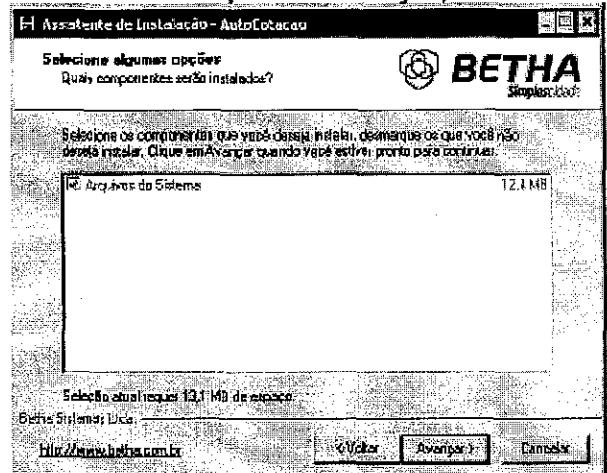 Assistente de Instalação - AutoCotacao
Selecione algumas opções
Quais componentes serão instalados?
BETHA
Simplescidade
Selecione os componentes que você deseja instalar, desmarque os que você não
deseja instalar. Clique em Avançar quando você estiver pronto para continuar.
Arquivos do Sistema 12,1 MB
Seleção atual requer 13,1 MB de espaço
Betha Sistemas Ltda.
http://www.betha.com.br
< Voltar Avançar > Cancelar